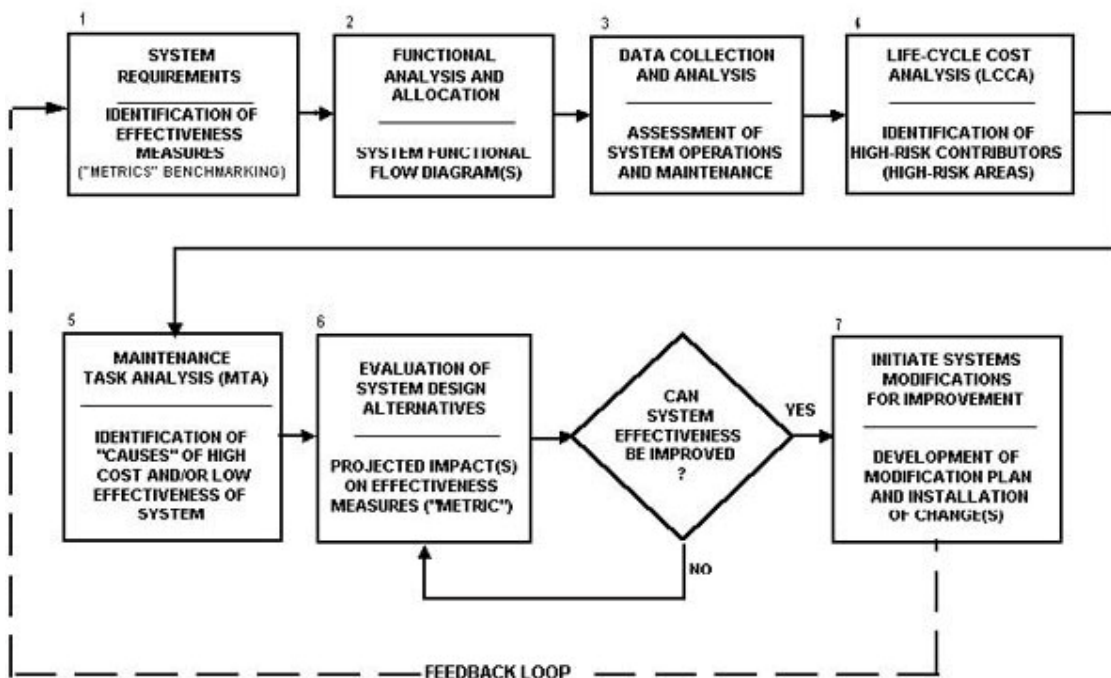 1
SYSTEM
REQUIREMENTS
IDENTIFICATION OF
EFFECTIVENESS
MEASURES
("METRICS" BENCHMARKING)
2
FUNCTIONAL
ANALYSIS AND
ALLOCATION
SYSTEM FUNCTIONAL
FLOW DIAGRAM(S)
3
DATA COLLECTION
AND ANALYSIS
ASSESSMENT OF
SYSTEM OPERATIONS
AND MAINTENANCE
4
LIFE-CYCLE COST
ANALYSIS (LCCA)
IDENTIFICATION OF
HIGH-RISK CONTRIBUTORS
(HIGH-RISK AREAS)
5
MAINTENANCE
TASK ANALYSIS (MTA)
IDENTIFICATION OF
"CAUSES" OF HIGH
COST AND/OR LOW
EFFECTIVENESS OF
SYSTEM
6
EVALUATION OF
SYSTEM DESIGN
ALTERNATIVES
PROJECTED IMPACT(S)
ON EFFECTIVENESS
MEASURES ("METRIC")
CAN
SYSTEM
EFFECTIVENESS
BE IMPROVED
?
YES
NO
7
INITIATE SYSTEMS
MODIFICATIONS
FOR IMPROVEMENT
DEVELOPMENT OF
MODIFICATION PLAN
AND INSTALLATION
OF CHANGE(S)
FEEDBACK LOOP